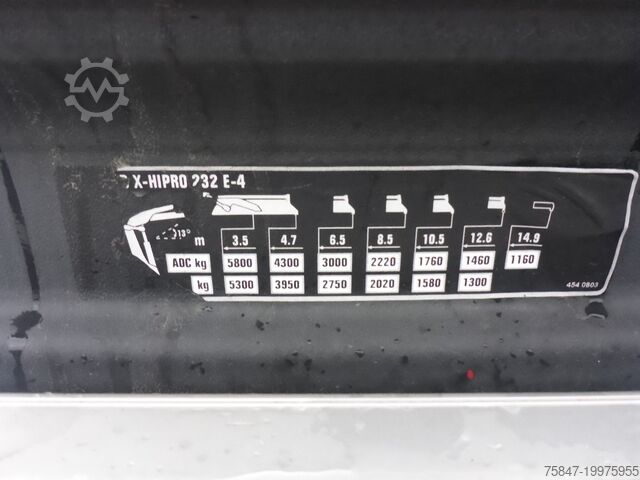 X-HIPRO 232 E-4
13°
m 3.5 4.7 6.5 8.5 10.5 12.6 14.9
ADC kg 5800 4300 3000 2220 1760 1460 1160
kg 5300 3950 2750 2020 1580 1300
454 0803
75847-19975955